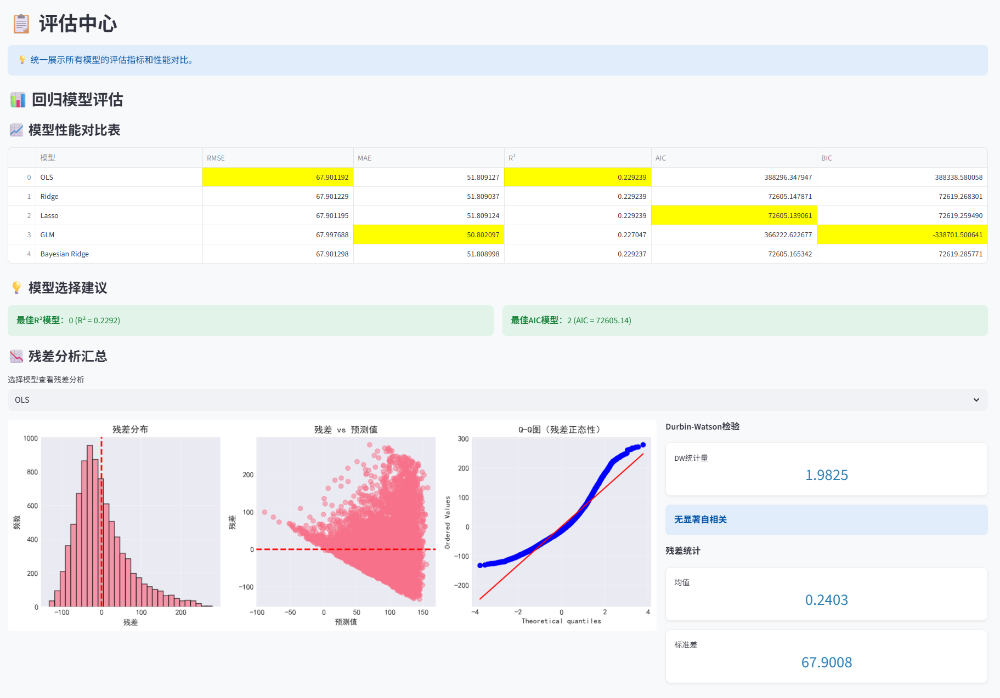 📋 评估中心
💡 统一展示所有模型的评估指标和性能对比。
📊 回归模型评估
📈 模型性能对比表
模型 RMSE MAE R² AIC BIC
0 OLS 67.901192 51.809127 0.229239 388296.347947 388338.580058
1 Ridge 67.901229 51.809037 0.229239 72605.147871 72619.268301
2 Lasso 67.901195 51.809124 0.229239 72605.139061 72619.259490
3 GLM 67.997688 50.802097 0.227047 366222.622677 -338701.500641
4 Bayesian Ridge 67.901298 51.808998 0.229237 72605.165342 72619.285771
💡 模型选择建议
最佳R²模型：0 (R² = 0.2292)
最佳AIC模型：2 (AIC = 72605.14)
📉 残差分析汇总
选择模型查看残差分析
OLS
残差分布
1000
800
600
400
200
0
频数
−100 0 100 200
残差
残差 vs 预测值
200
100
0
−100
残差
−100 −50 0 50 100 150
预测值
Q-Q图（残差正态性）
300
200
100
0
−100
−200
Ordered Values
−4 −2 0 2 4
Theoretical quantiles
Durbin-Watson检验
DW统计量
1.9825
无显著自相关
残差统计
均值
0.2403
标准差
67.9008